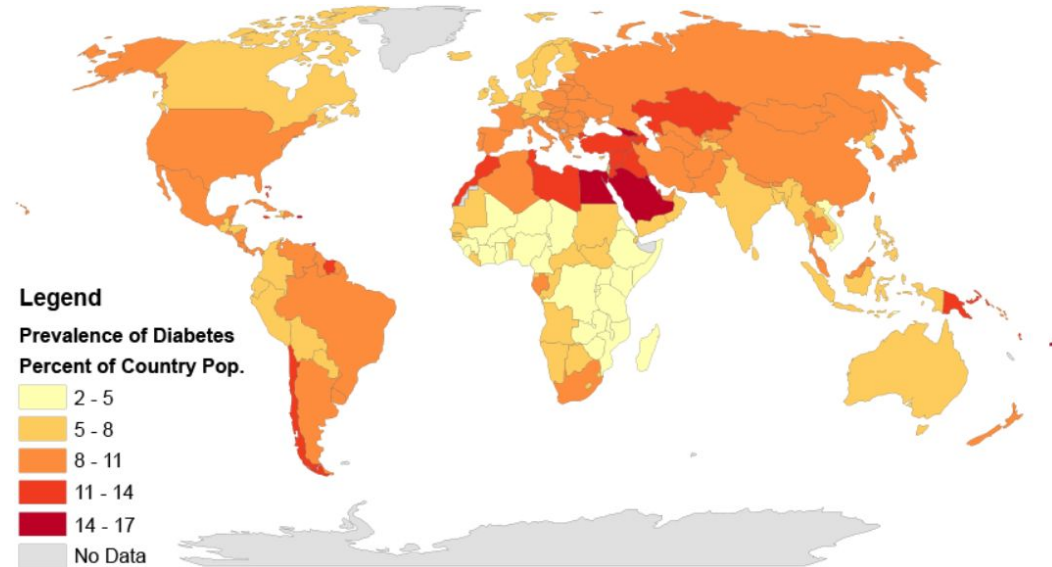 Legend
Prevalence of Diabetes
Percent of Country Pop.
2 - 5
5 - 8
8 - 11
11 - 14
14 - 17
No Data